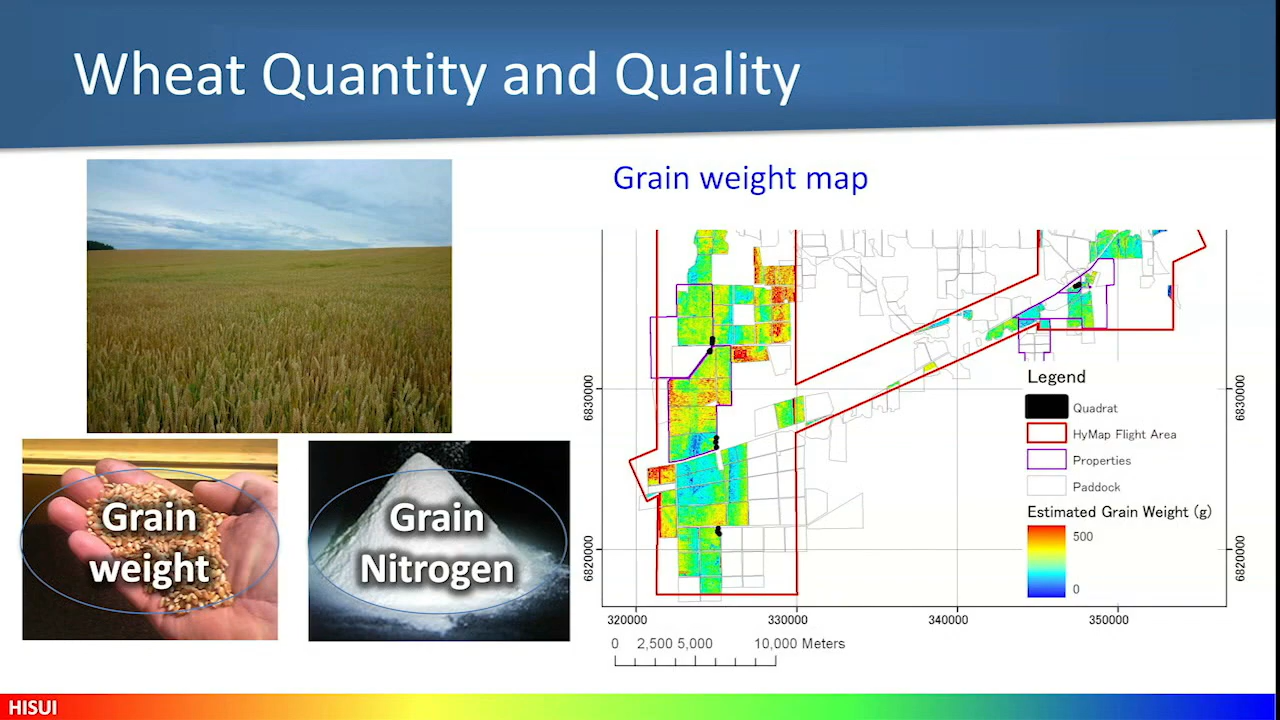 Wheat Quantity and Quality
Grain weight map
Grain
weight
Grain
Nitrogen
6830000
6820000
6830000
6820000
Legend
Quadrat
HyMap Flight Area
Properties
Paddock
Estimated Grain Weight (g)
500
0
320000 330000 340000 350000
0 2,500 5,000 10,000 Meters
HISUI